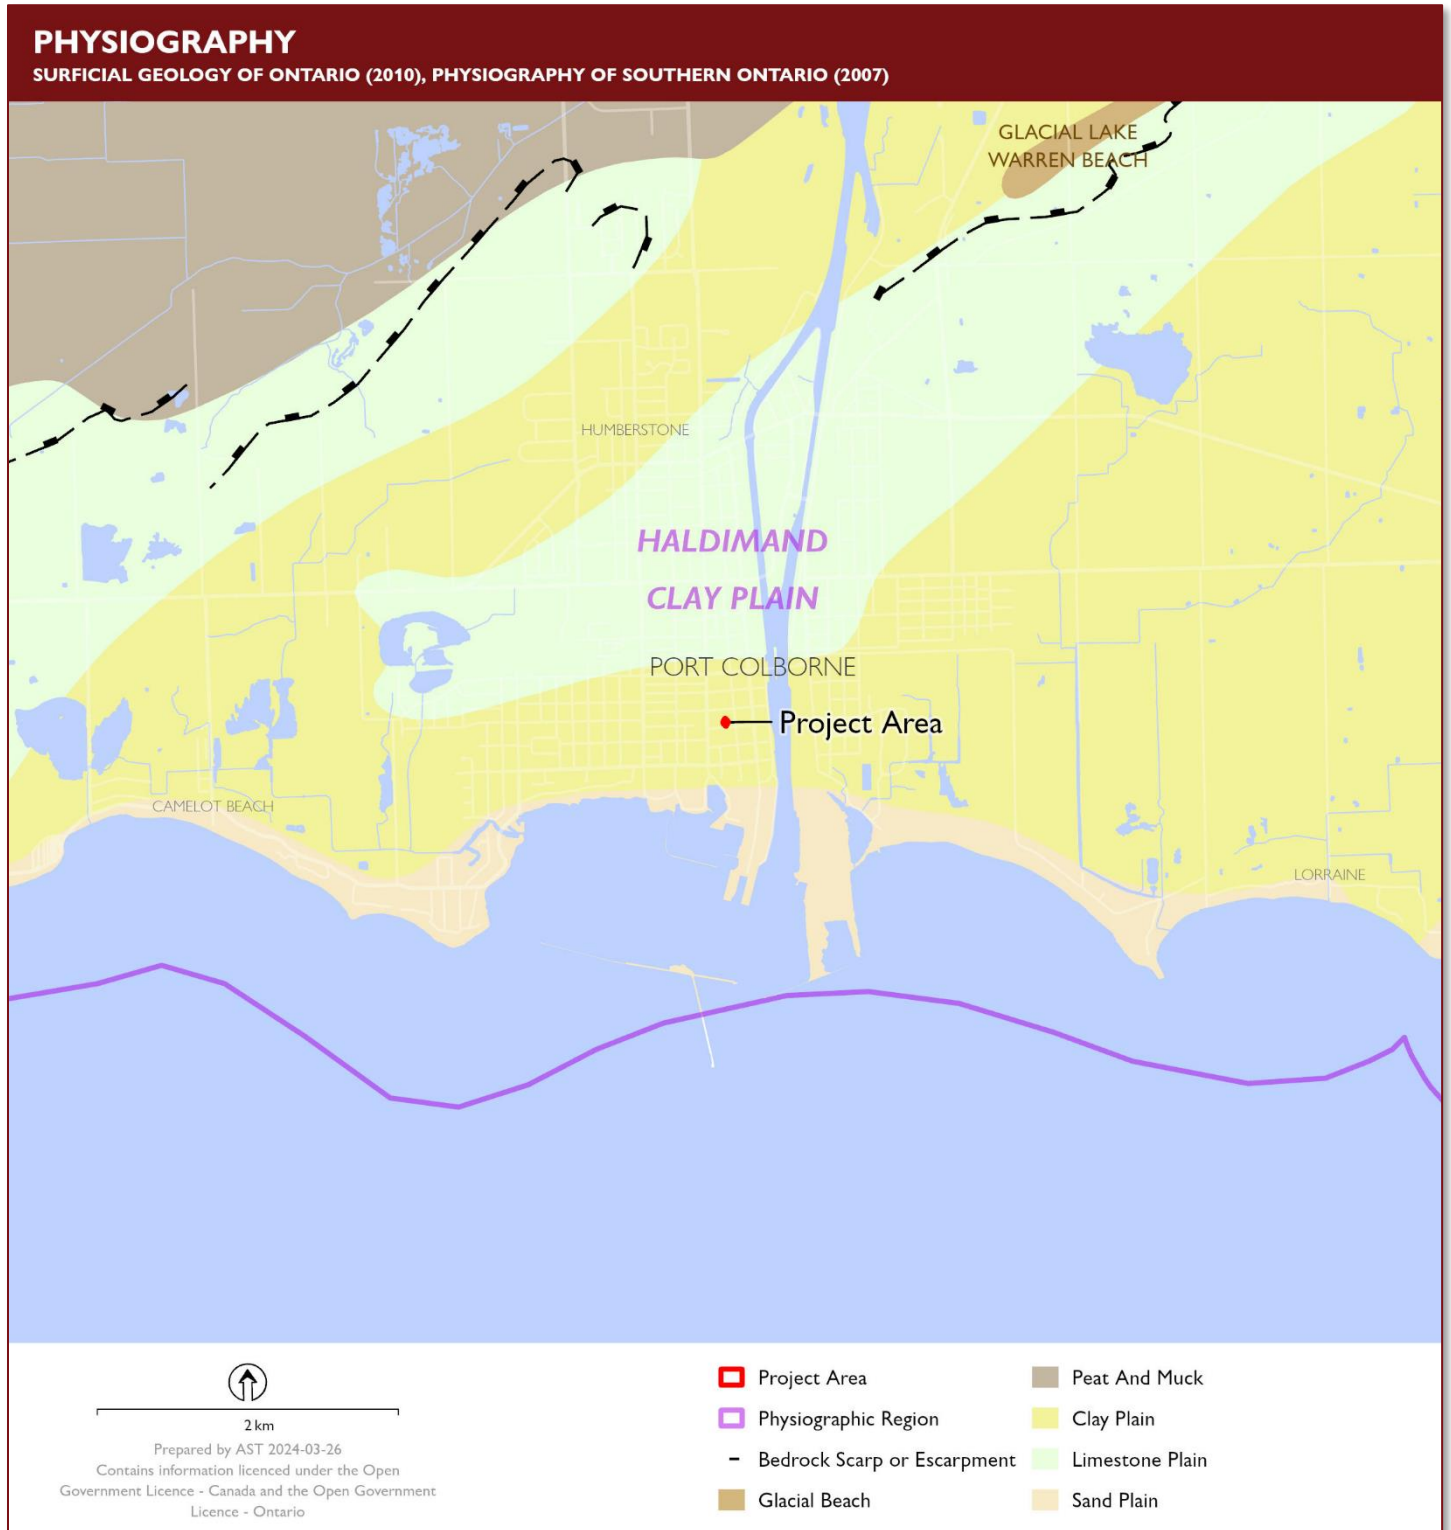 PHYSIOGRAPHY
SURFICIAL GEOLOGY OF ONTARIO (2010), PHYSIOGRAPHY OF SOUTHERN ONTARIO (2007)
GLACIAL LAKE
WARREN BEACH
HUMBERSTONE
HALDIMAND
CLAY PLAIN
PORT COLBORNE
Project Area
CAMELOT BEACH
LORRAINE
2 km
Prepared by AST 2024-03-26
Contains information licenced under the Open
Government Licence - Canada and the Open Government
Licence - Ontario
Project Area
Physiographic Region
Bedrock Scarp or Escarpment
Glacial Beach
Peat And Muck
Clay Plain
Limestone Plain
Sand Plain